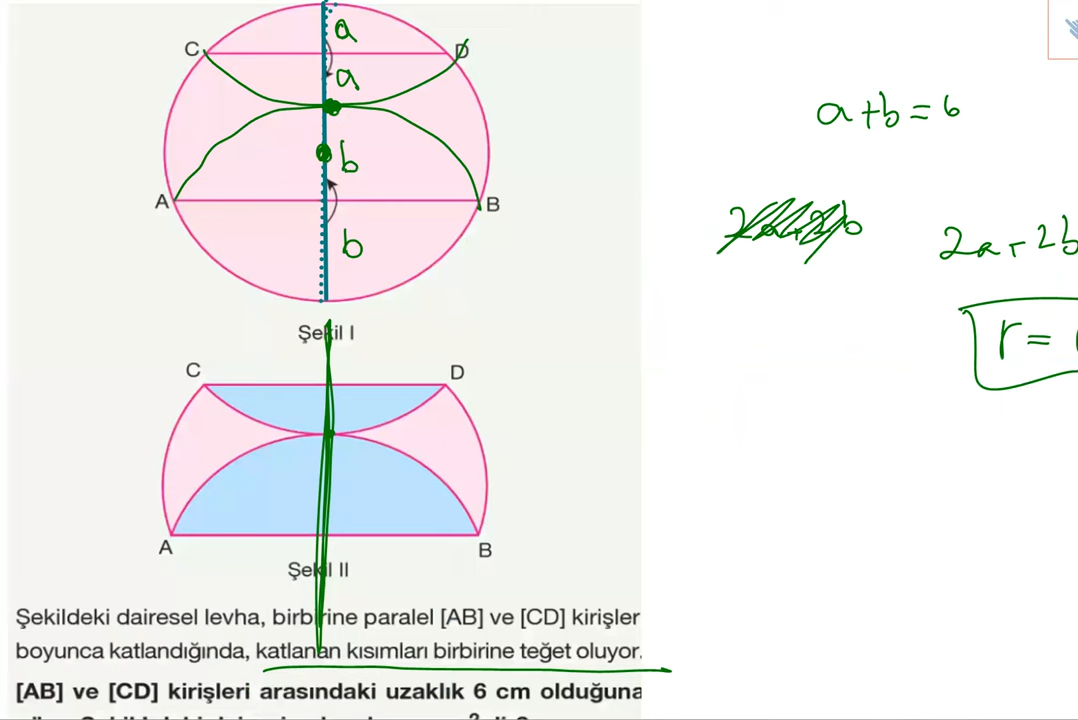 C
D
a
a
a+b=6
b
A
B
b
2a+2b
Şekil I
r=
C
D
A
B
Şekil II
Şekildeki dairesel levha, birbirine paralel [AB] ve [CD] kirişler
boyunca katlandığında, katlanan kısımları birbirine teğet oluyor.
[AB] ve [CD] kirişleri arasındaki uzaklık 6 cm olduğuna